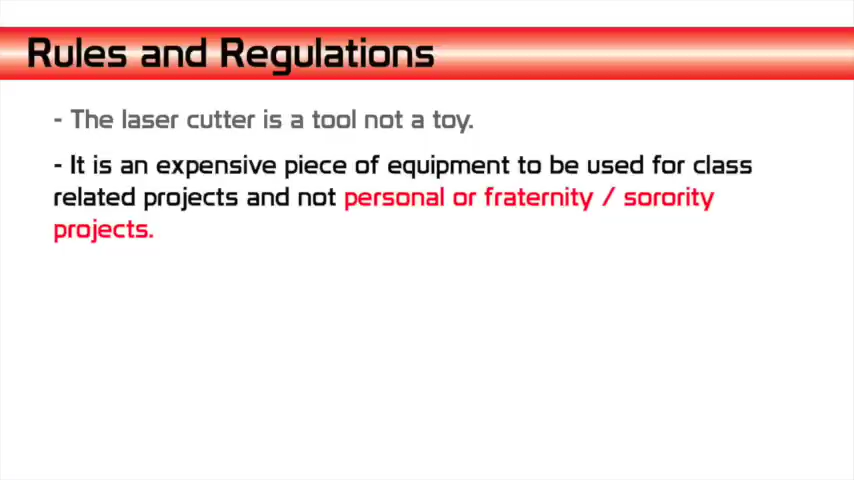 Rules and Regulations
- The laser cutter is a tool not a toy.
- It is an expensive piece of equipment to be used for class
related projects and not personal or fraternity / sorority
projects.